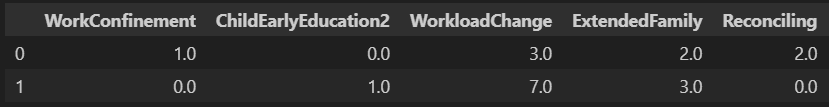 WorkConfinement ChildEarlyEducation2 WorkloadChange ExtendedFamily Reconciling
0 1.0 0.0 3.0 2.0 2.0
1 0.0 1.0 7.0 3.0 0.0